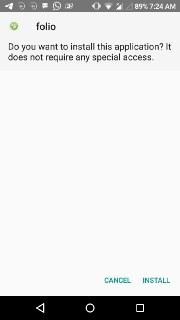 89% 7:24 AM
folio
Do you want to install this application? It
does not require any special access.
CANCEL INSTALL